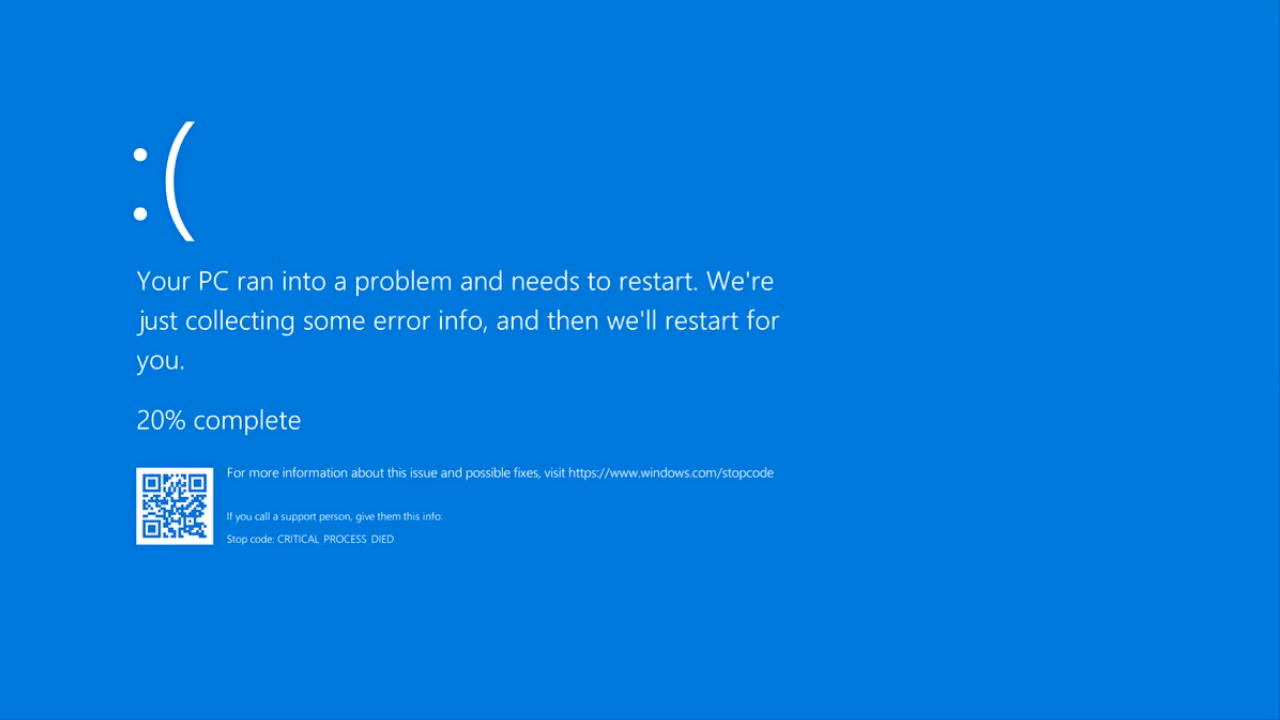 :(
Your PC ran into a problem and needs to restart. We're
just collecting some error info, and then we'll restart for
you.
20% complete
For more information about this issue and possible fixes, visit https://www.windows.com/stopcode
If you call a support person, give them this info:
Stop code: CRITICAL_PROCESS_DIED